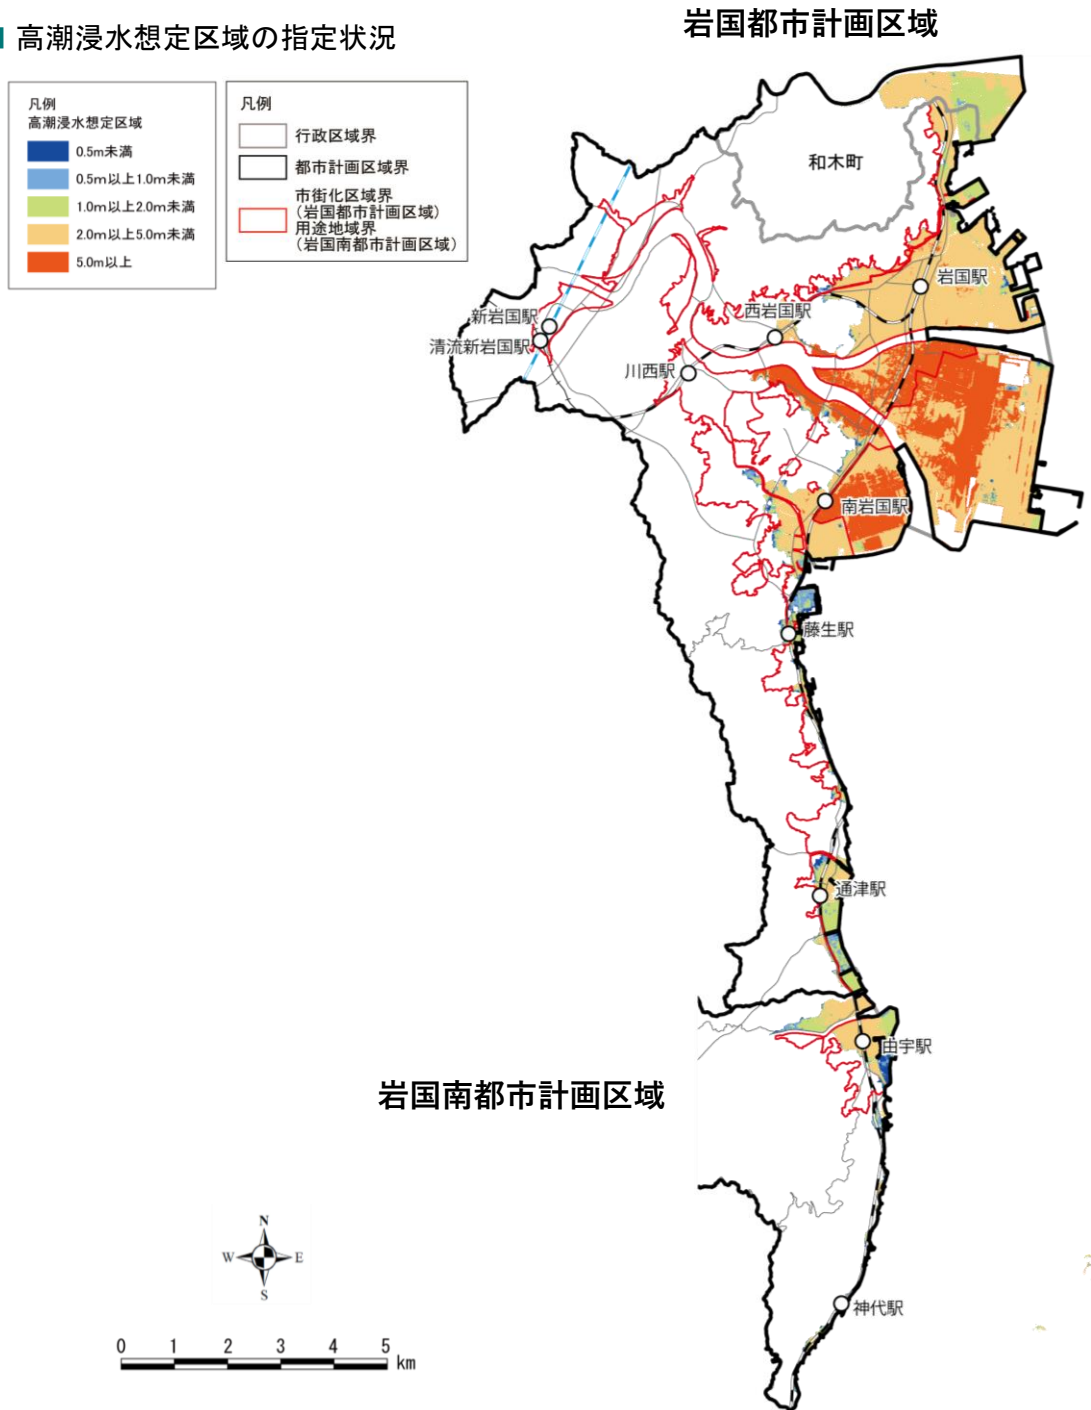 高潮浸水想定区域の指定状況
岩国都市計画区域
凡例
高潮浸水想定区域
0.5m未満
0.5m以上1.0m未満
1.0m以上2.0m未満
2.0m以上5.0m未満
5.0m以上
凡例
行政区域界
都市計画区域界
市街化区域界
(岩国都市計画区域)
用途地域界
(岩国南都市計画区域)
和木町
岩国駅
西岩国駅
新岩国駅
清流新岩国駅
川西駅
南岩国駅
藤生駅
通津駅
由宇駅
岩国南都市計画区域
神代駅
N
W E
S
0 1 2 3 4 5
km